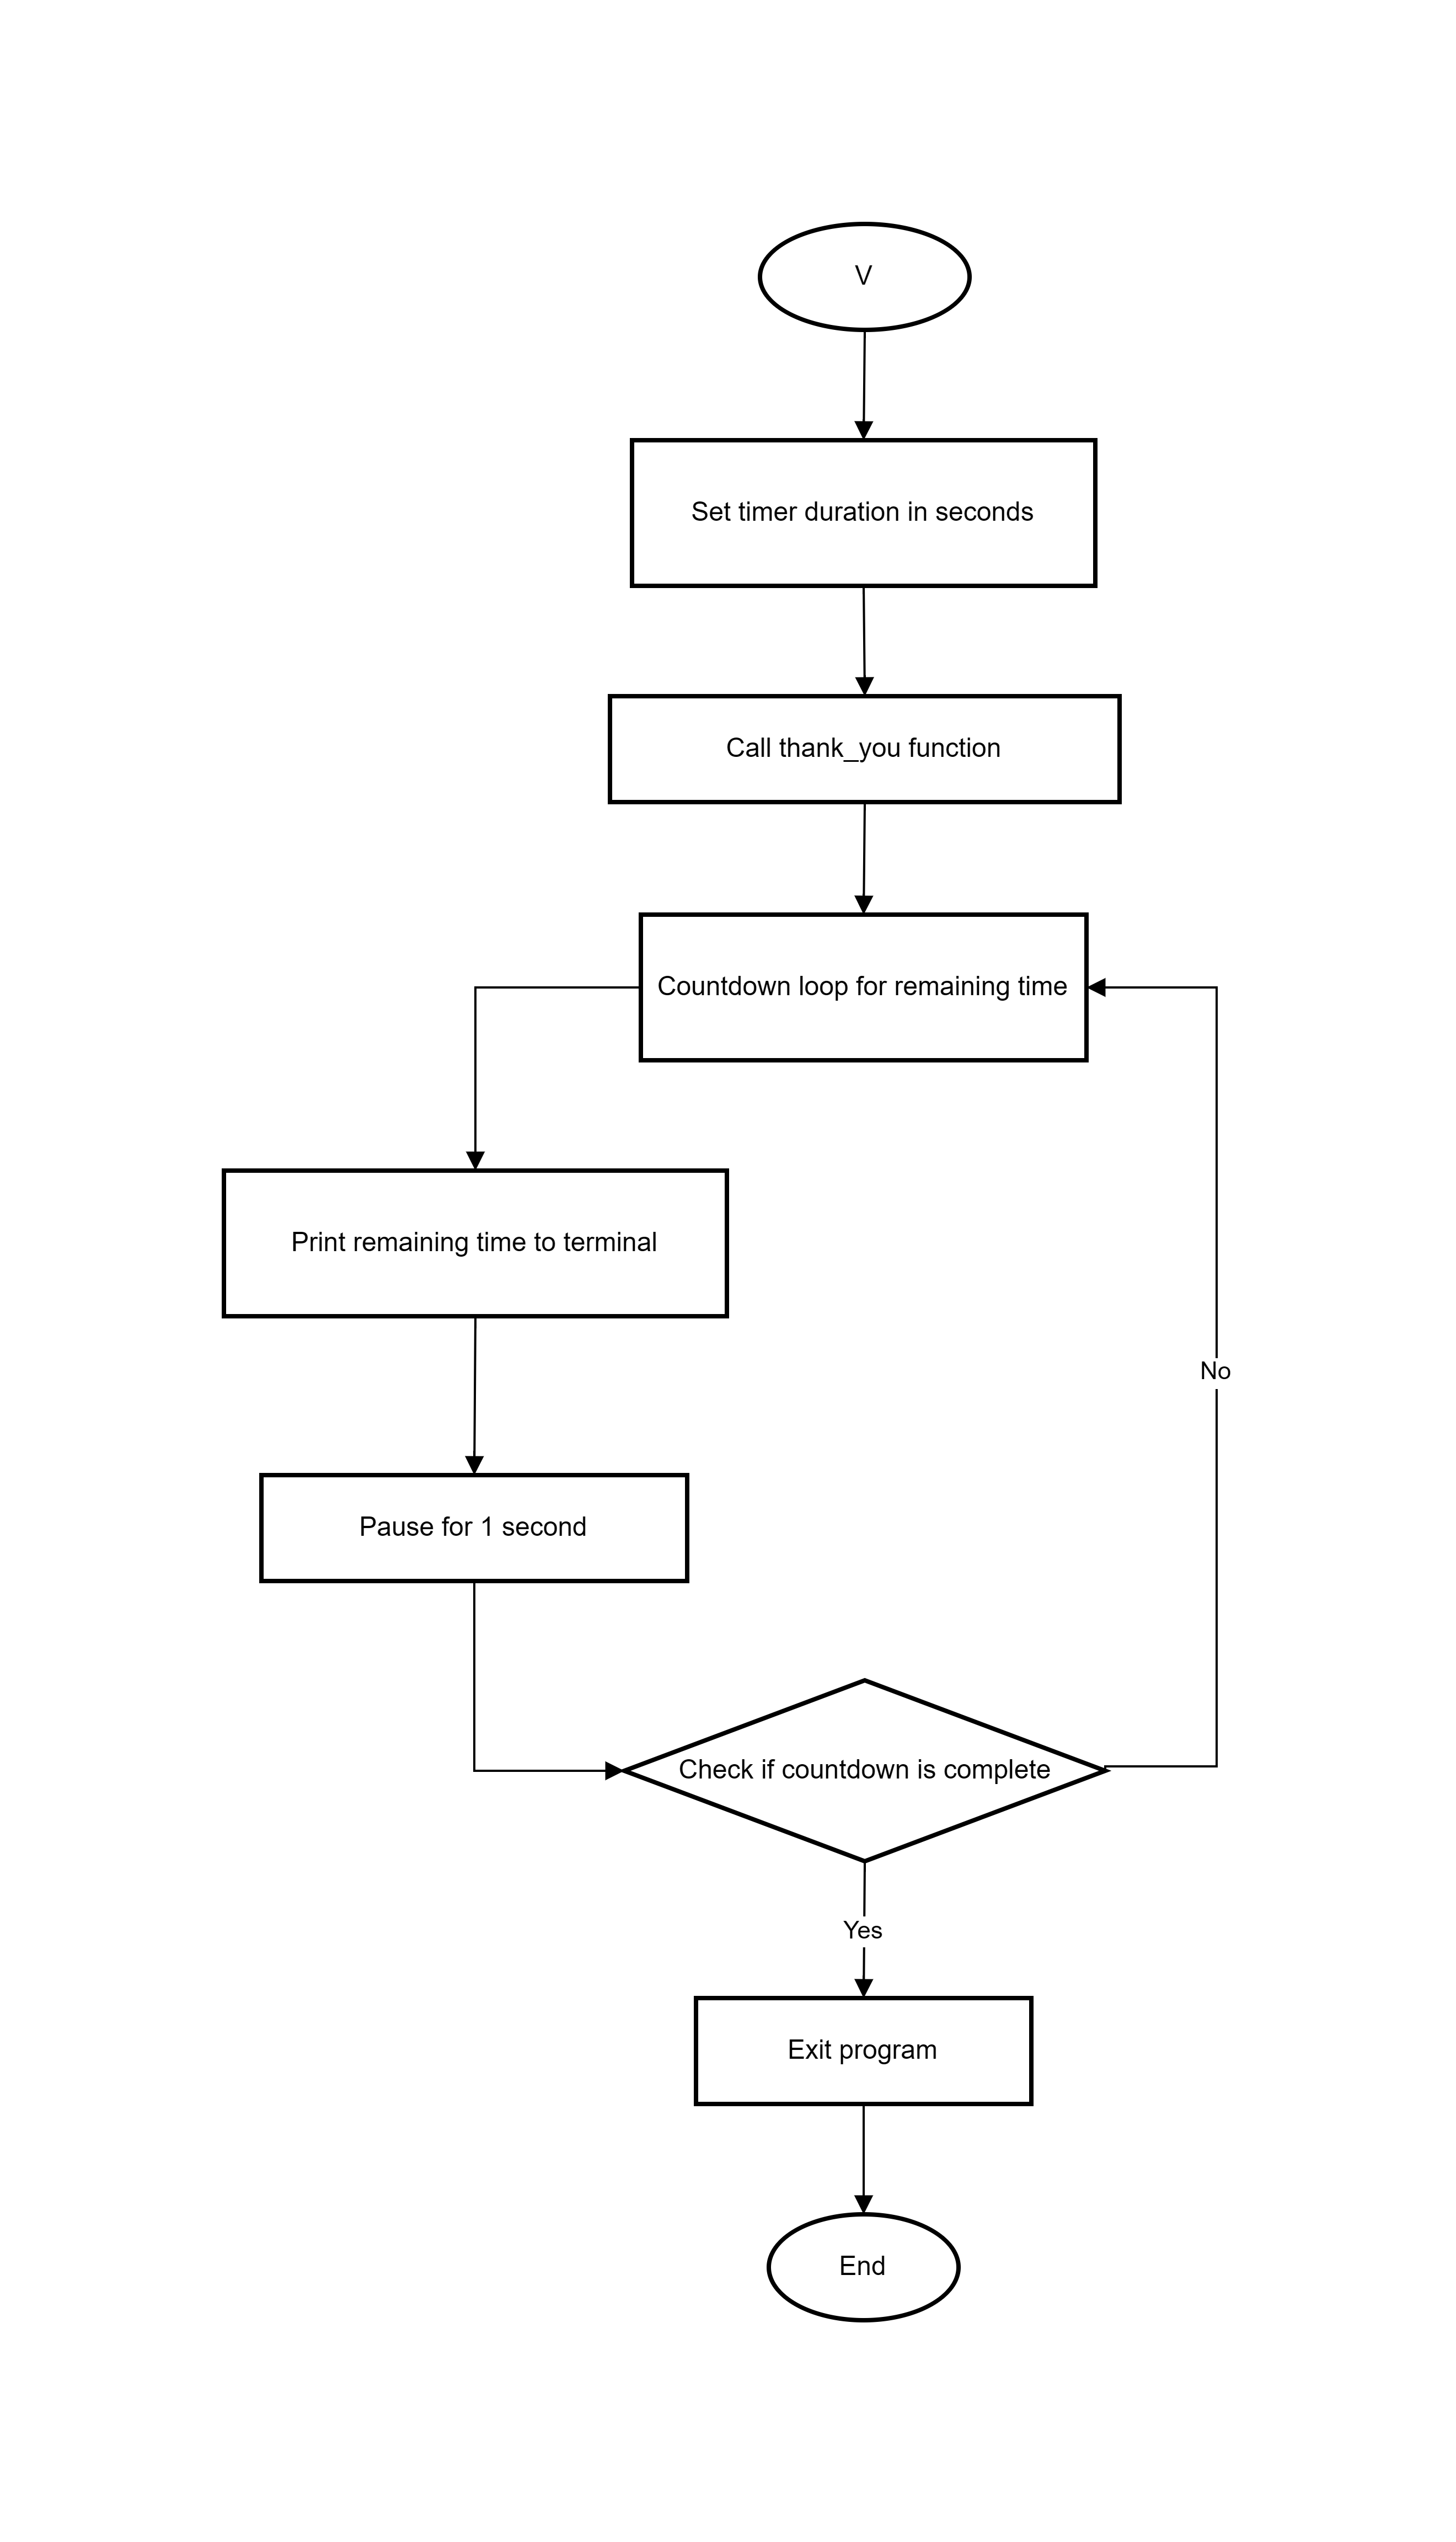 V
Set timer duration in seconds
Call thank_you function
Countdown loop for remaining time
Print remaining time to terminal
No
Pause for 1 second
Check if countdown is complete
Yes
Exit program
End